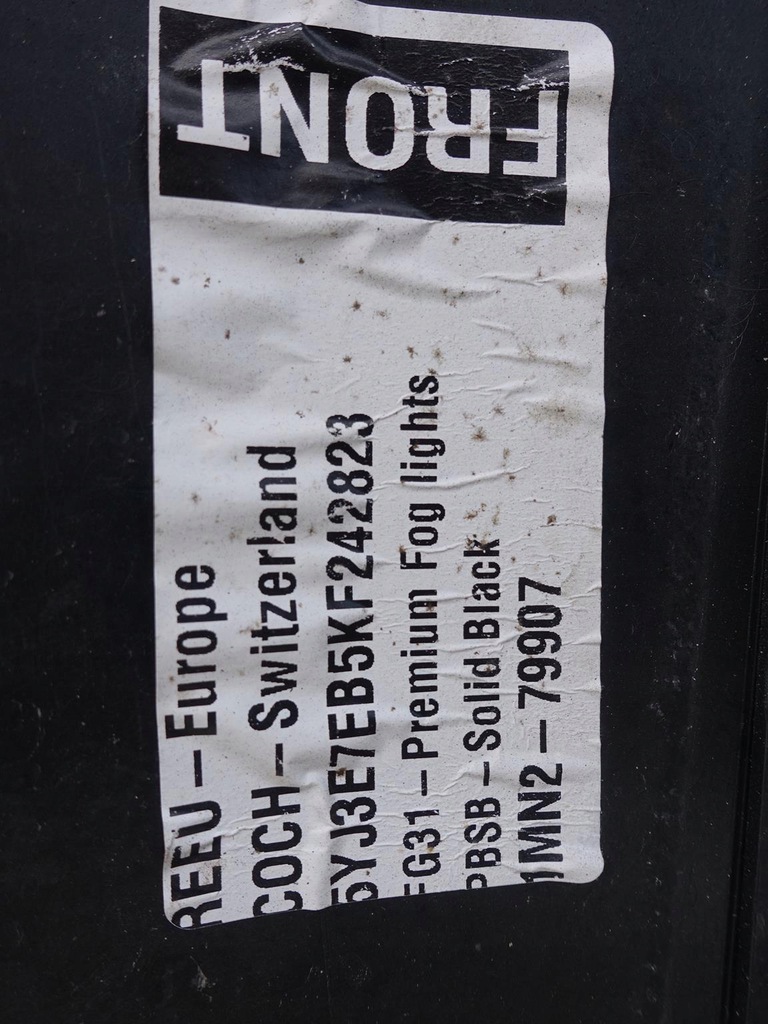 FRONT
REEU – Europe
COCH – Switzerland
5YJ3E7EB5KF242823
FG31 – Premium Fog lights
PBSB – Solid Black
1MN2 – 79907